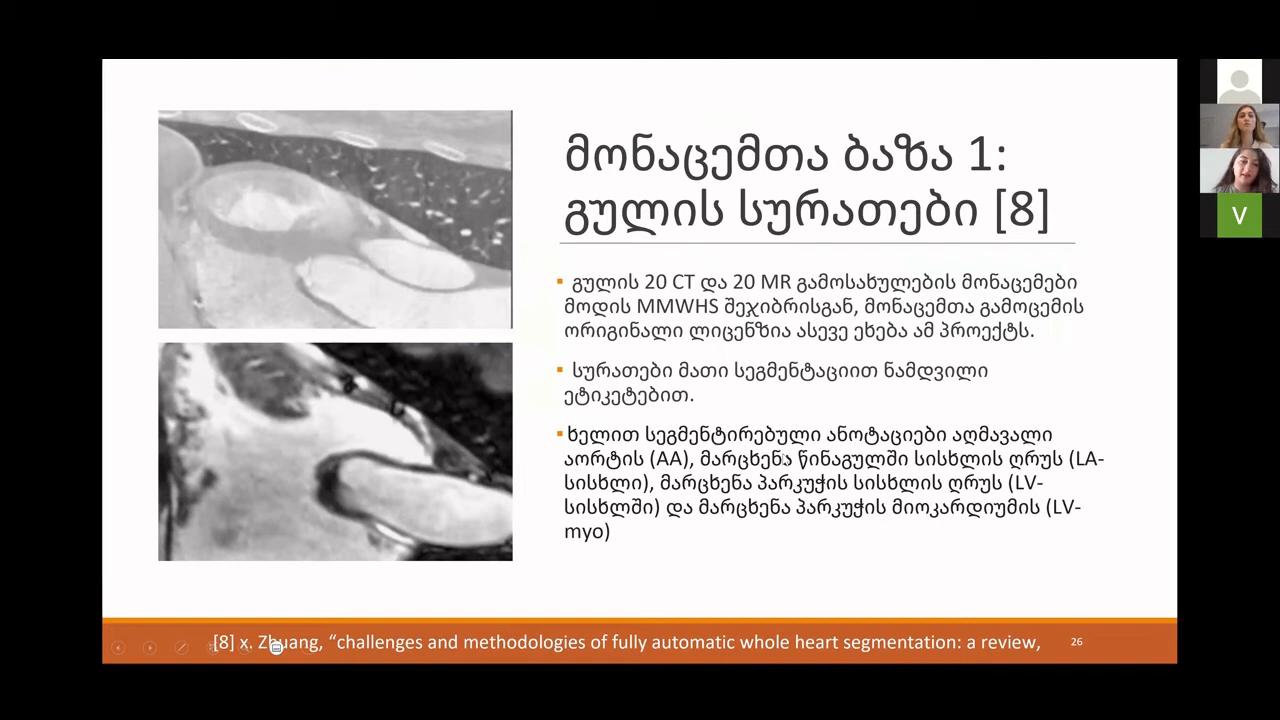 მონაცემთა ბაზა 1:
გულის სურათები [8]
▪ გულის 20 CT და 20 MR გამოსახულების მონაცემები
მოდის MMWHS შეჯიბრისგან, მონაცემთა გამოცემის
ორიგინალი ლიცენზია ასევე ეხება ამ პროექტს.
▪ სურათები მათი სეგმენტაციით ნამდვილი
ეტიკეტებით.
▪ ხელით სეგმენტირებული ანოტაციები აღმავალი
აორტის (AA), მარცხენა წინაგულში სისხლის ღრუს (LA-
სისხლი), მარცხენა პარკუჭის სისხლის ღრუს (LV-
სისხლში) და მარცხენა პარკუჭის მიოკარდიუმის (LV-
myo)
[8] x. Zhuang, “challenges and methodologies of fully automatic whole heart segmentation: a review,
26
V